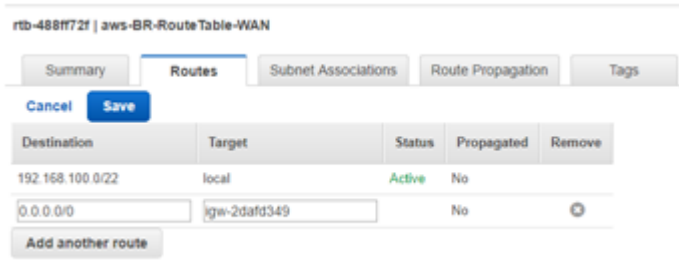 rtb-488ff72f | aws-BR-RouteTable-WAN
Summary Routes Subnet Associations Route Propagation Tags
Cancel Save
Destination Target Status Propagated Remove
192.168.100.0/22 local Active No
0.0.0.0/0 igw-2dafd349 No
Add another route